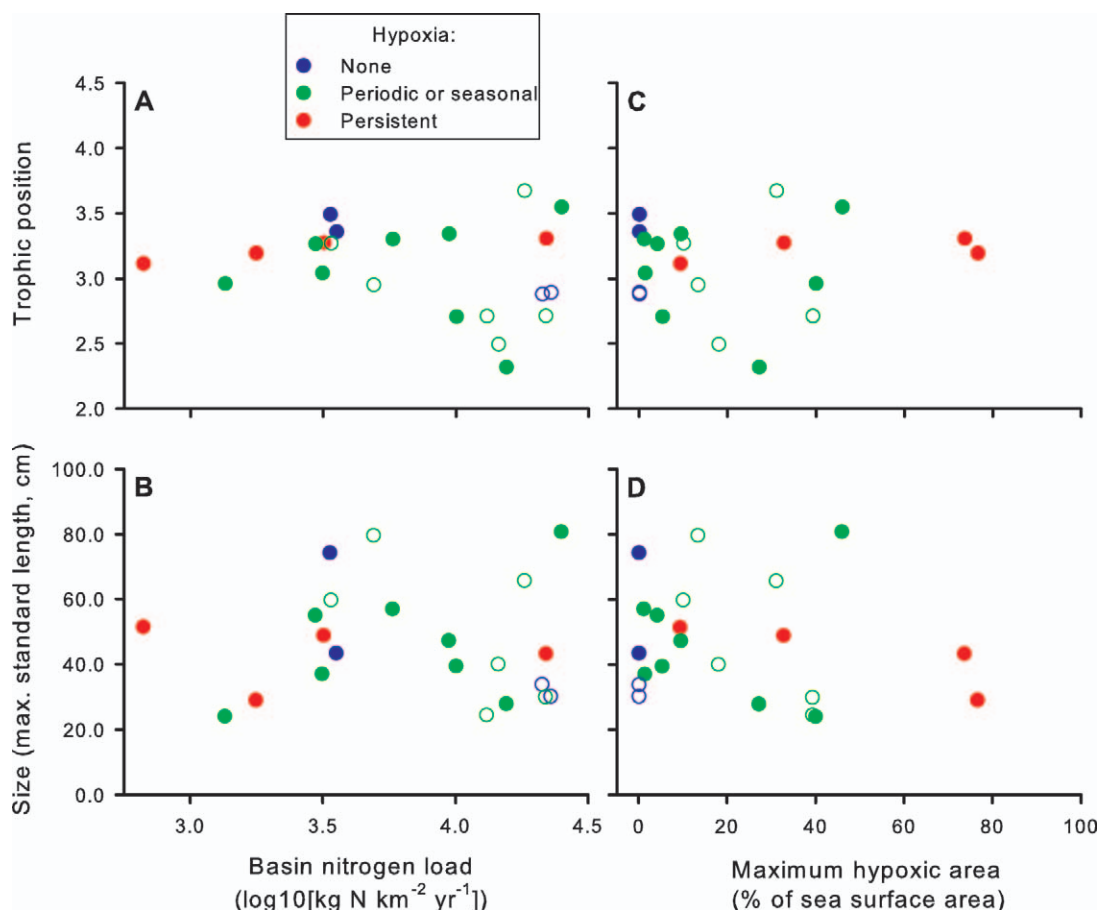 Hypoxia:
None
Periodic or seasonal
Persistent
A
C
4.5
4.0
3.5
3.0
2.5
2.0
Trophic position
B
D
100.0
80.0
60.0
40.0
20.0
0.0
Size (max. standard length, cm)
3.0 3.5 4.0 4.5
0 20 40 60 80 100
Basin nitrogen load
(log10[kg N km⁻² yr⁻¹])
Maximum hypoxic area
(% of sea surface area)